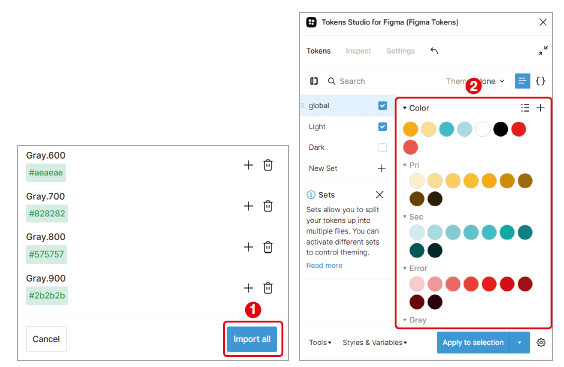 Gray.600
#aeaeae
Gray.700
#828282
Gray.800
#575757
Gray.900
#2b2b2b
1
Cancel
Import all
Tokens Studio for Figma (Figma Tokens)
Tokens Inspect Settings
Search
2
global
Light
Dark
New Set
Sets
Sets allow you to split
your tokens up into
multiple files. You can
activate different sets
to control theming.
Read more
Color
Pri
Sec
Error
Gray
Tools
Styles & Variables
Apply to selection